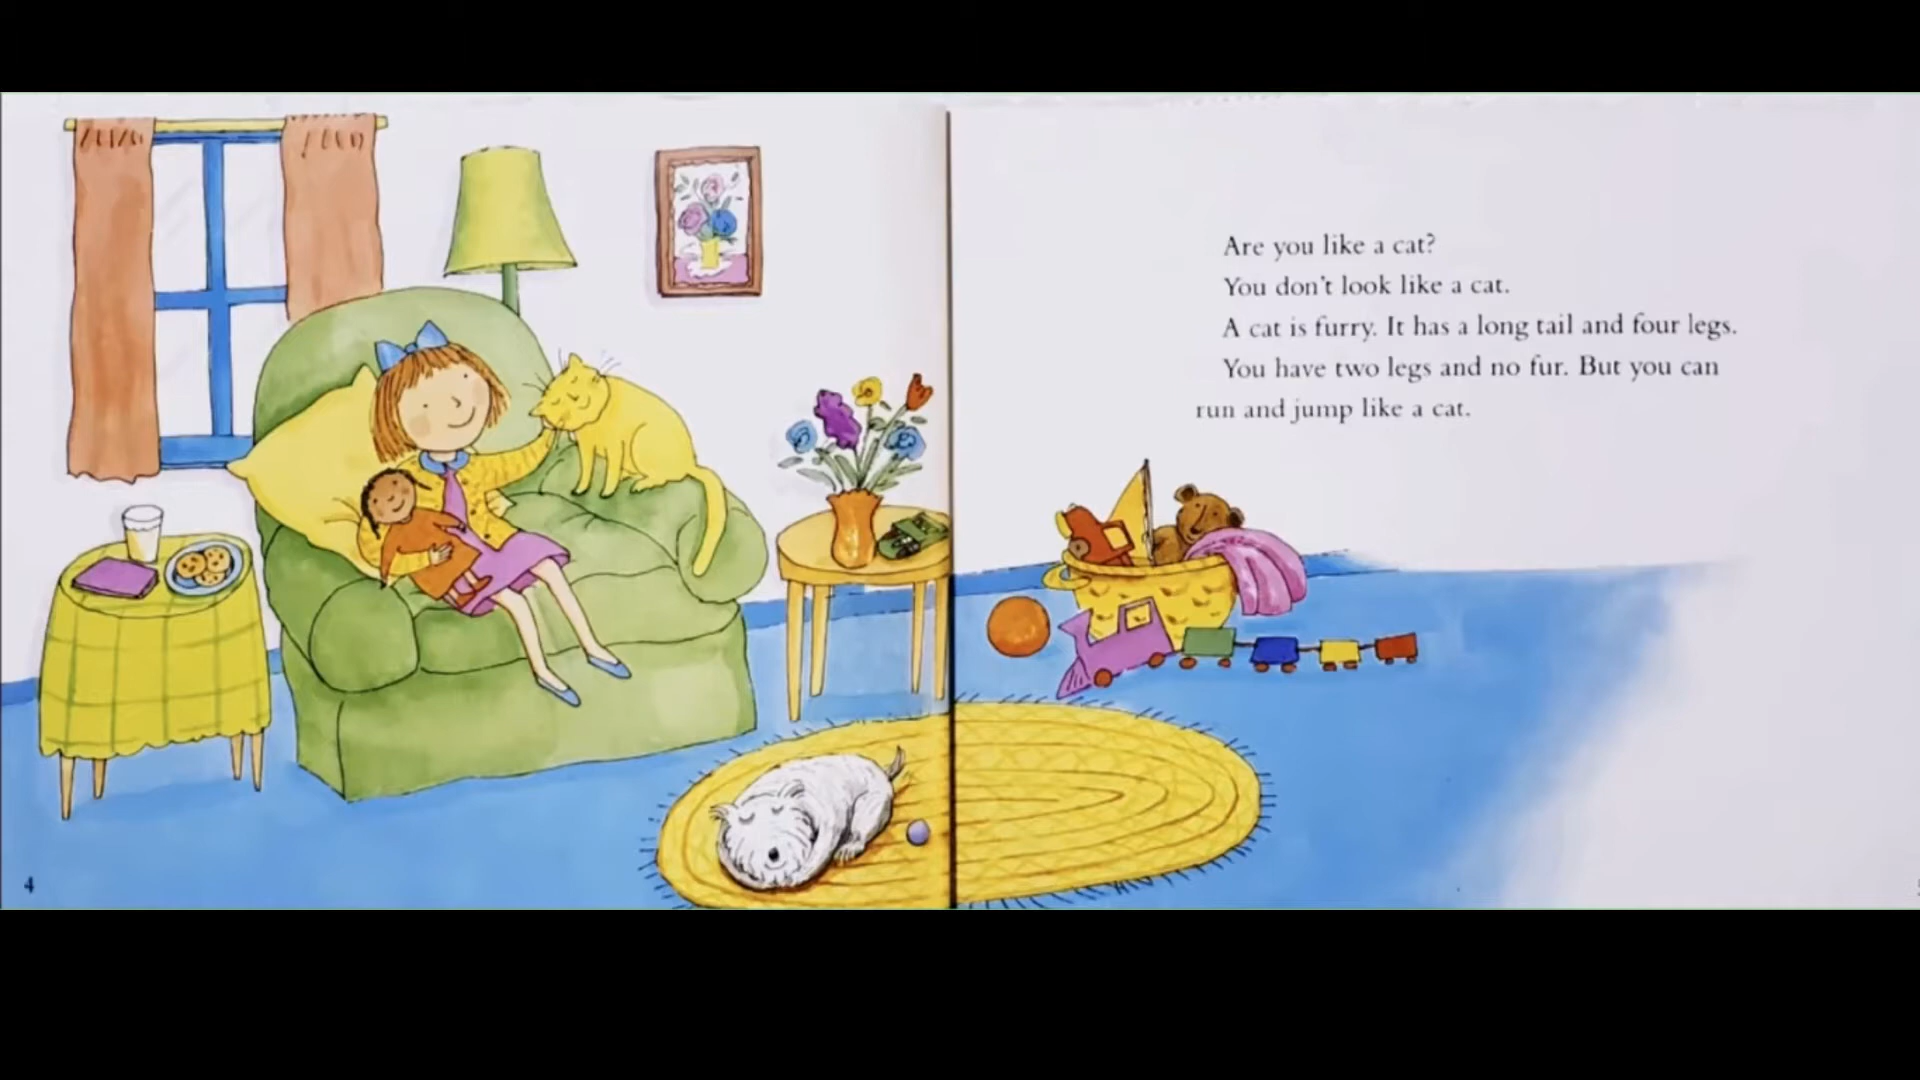 Are you like a cat?
You don't look like a cat.
A cat is furry. It has a long tail and four legs.
You have two legs and no fur. But you can
run and jump like a cat.
4